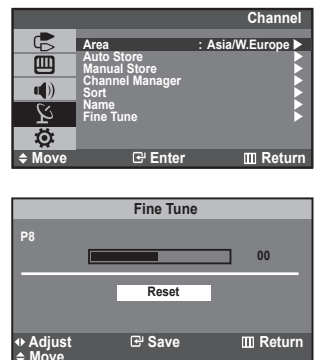 Channel
Area : Asia/W.Europe
Auto Store
Manual Store
Channel Manager
Sort
Name
Fine Tune
Move Enter Return
Fine Tune
P8
00
Reset
Adjust Save Return
Move